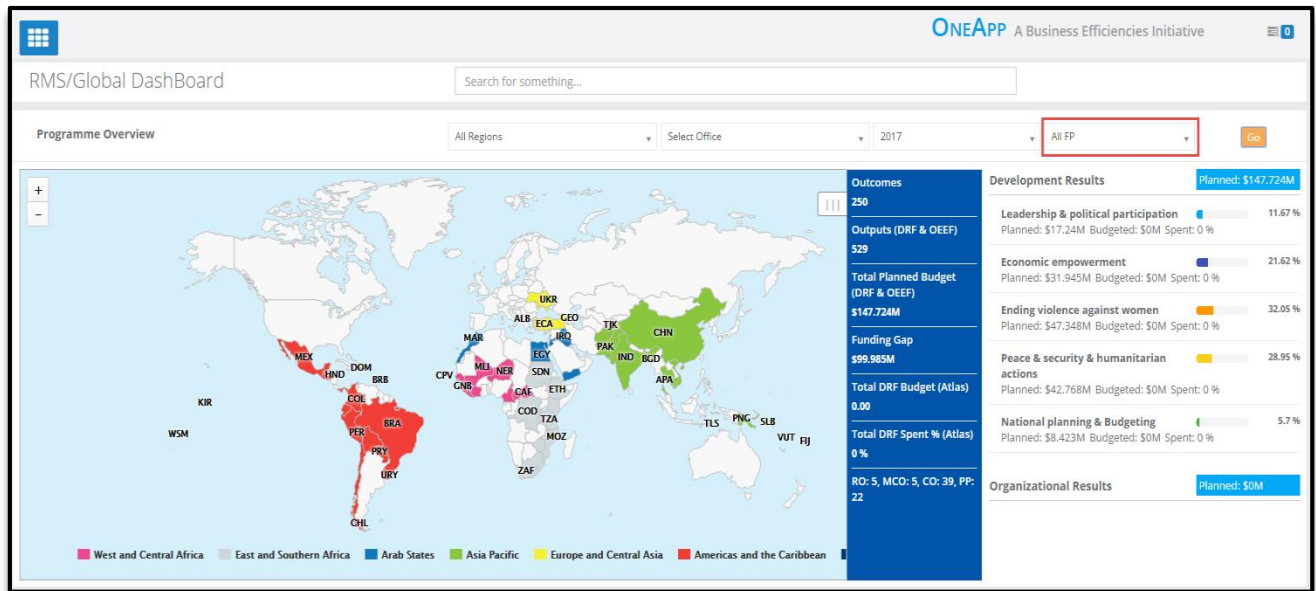 ONEAPP A Business Efficiencies Initiative 0
RMS/Global DashBoard
Search for something...
Programme Overview
All Regions
Select Office
2017
All FP
Go
+
-
UKR
ALB
ECA
GEO
TJK
CHN
MAR
IRQ
PAK
IND
BGD
EGY
MEX
DOM
HND
BRB
CPV
MLI
NER
SDN
GNB
CAF
ETH
APA
KIR
COL
COD
TZA
TLS
PNG
SLB
WSM
PER
BRA
MOZ
VUT
FIJ
PRY
ZAF
URY
CHL
West and Central Africa
East and Southern Africa
Arab States
Asia Pacific
Europe and Central Asia
Americas and the Caribbean
Outcomes
250
Outputs (DRF & OEEF)
529
Total Planned Budget
(DRF & OEEF)
$147.724M
Funding Gap
$99.985M
Total DRF Budget (Atlas)
0.00
Total DRF Spent % (Atlas)
0 %
RO: 5, MCO: 5, CO: 39, PP:
22
Development Results
Planned: $147.724M
Leadership & political participation 11.67 %
Planned: $17.24M Budgeted: $0M Spent: 0 %
Economic empowerment 21.62 %
Planned: $31.945M Budgeted: $0M Spent: 0 %
Ending violence against women 32.05 %
Planned: $47.348M Budgeted: $0M Spent: 0 %
Peace & security & humanitarian 28.95 %
actions
Planned: $42.768M Budgeted: $0M Spent: 0 %
National planning & Budgeting 5.7 %
Planned: $8.423M Budgeted: $0M Spent: 0 %
Organizational Results
Planned: $0M